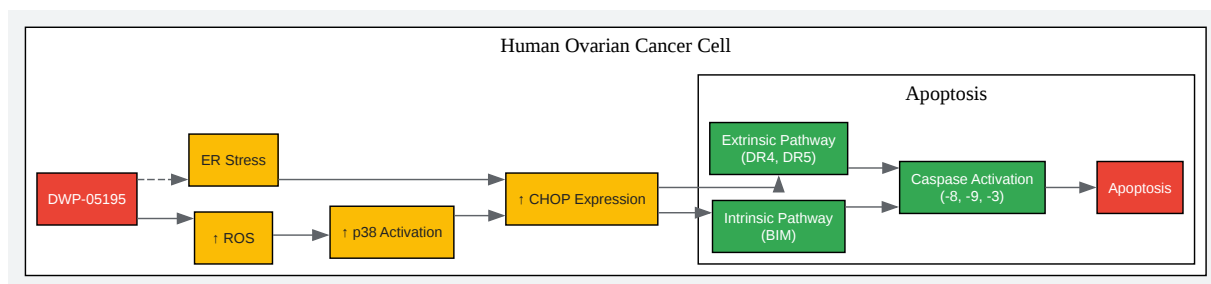 Human Ovarian Cancer Cell
Apoptosis
Extrinsic Pathway
(DR4, DR5)
ER Stress
Caspase Activation
(-8, -9, -3)
Apoptosis
DWP-05195
↑ CHOP Expression
Intrinsic Pathway
(BIM)
↑ ROS
↑ p38 Activation